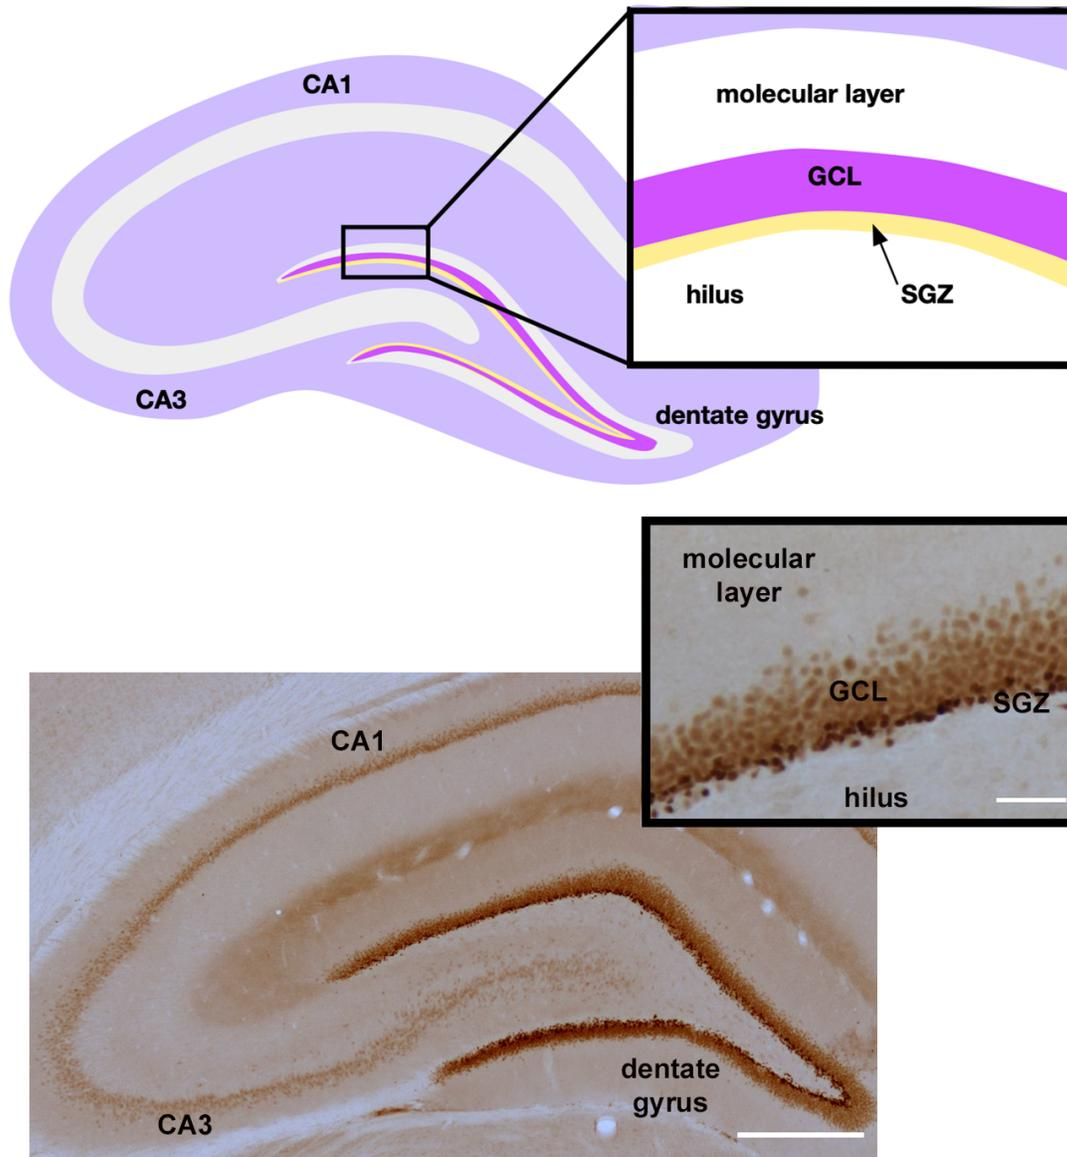 CA1
molecular layer
GCL
hilus
SGZ
CA3
dentate gyrus
molecular
layer
GCL
SGZ
hilus
CA1
dentate
gyrus
CA3